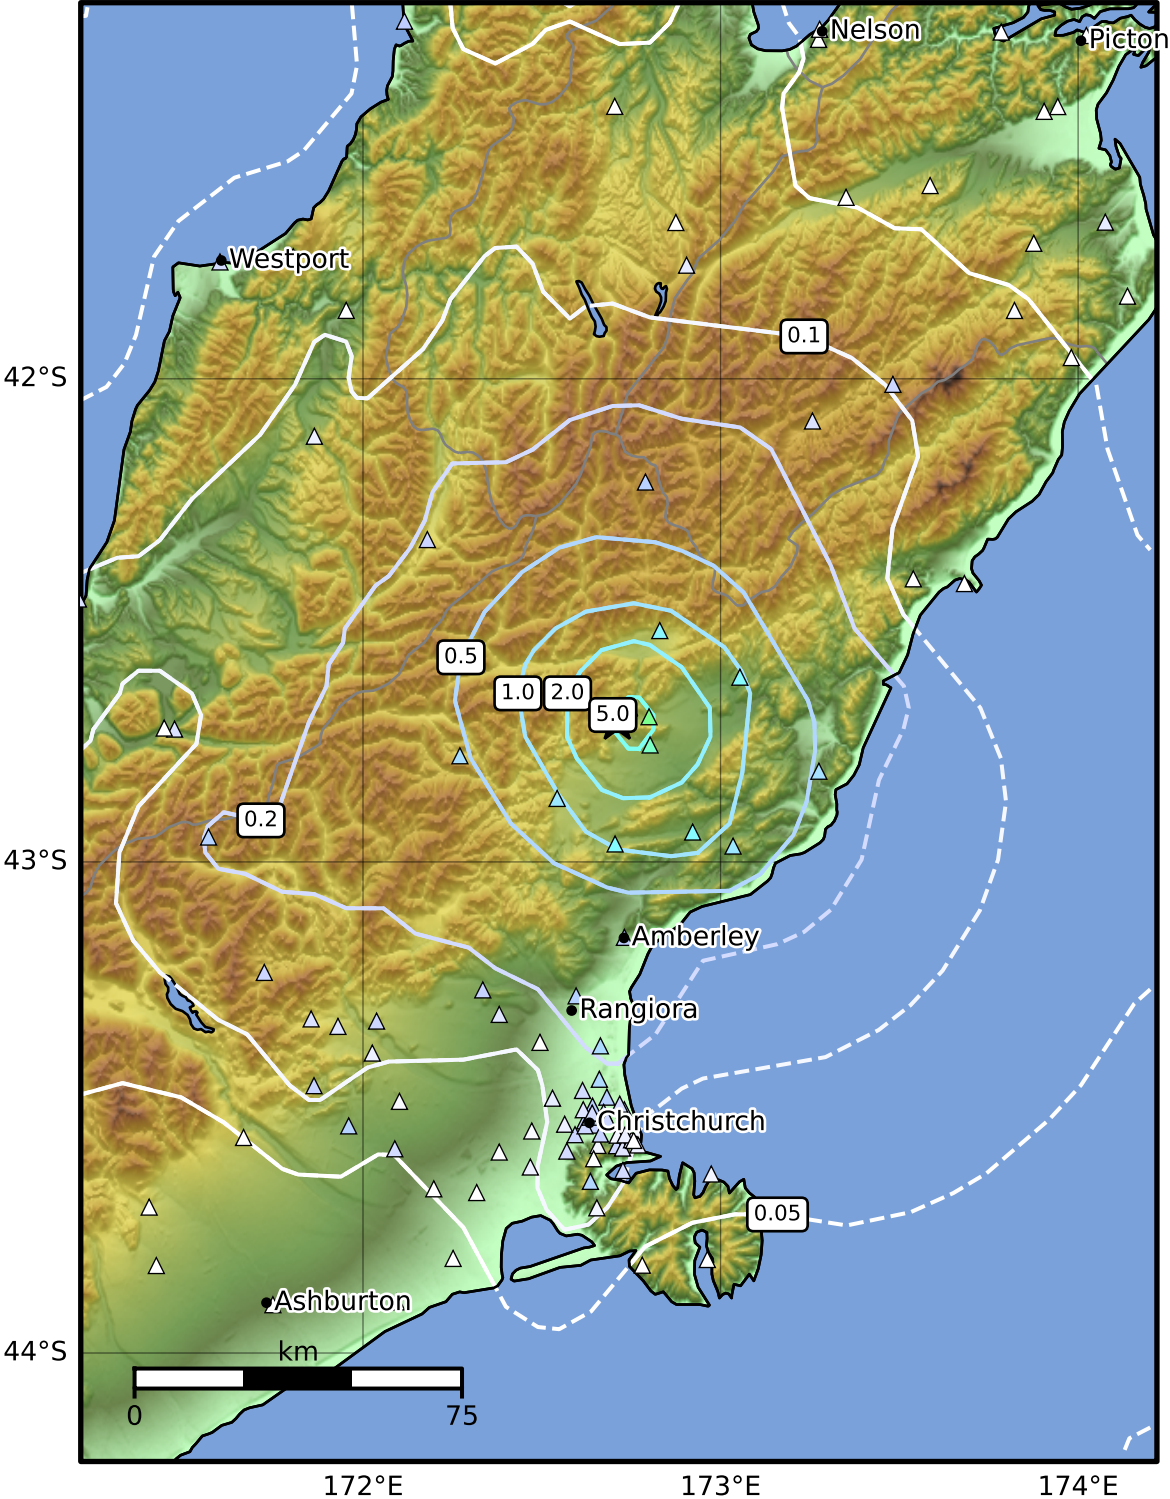 Nelson
Picton
Westport
0.1
42°S
0.5
1.0
2.0
5.0
0.2
43°S
Amberley
Rangiora
Christchurch
0.05
Ashburton
44°S
km
0
75
172°E
173°E
174°E